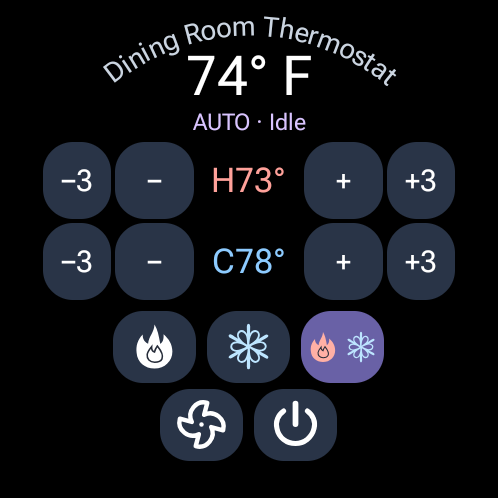 Dining Room Thermostat
74° F
AUTO · Idle
−3 − H73° + +3
−3 − C78° + +3